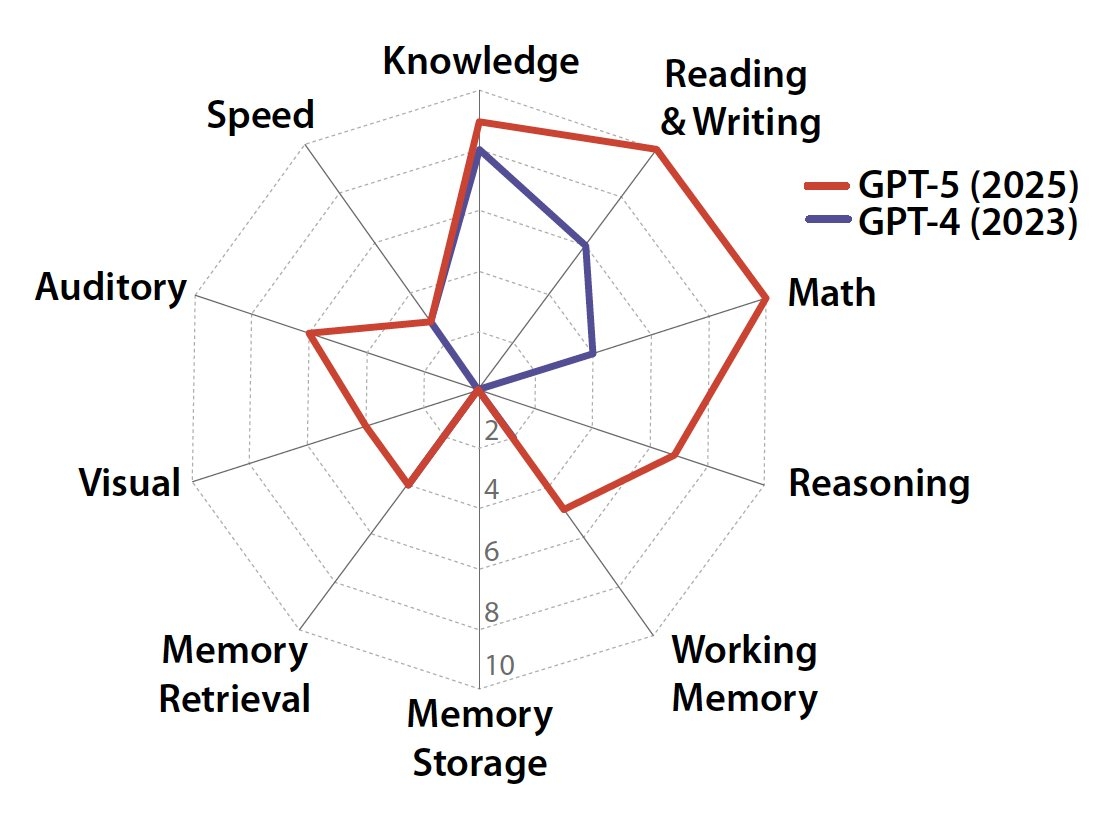 Knowledge
Reading
& Writing
Speed
GPT-5 (2025)
GPT-4 (2023)
Auditory
Math
2
Visual
4
Reasoning
6
8
Memory
Retrieval
Working
Memory
10
Memory
Storage